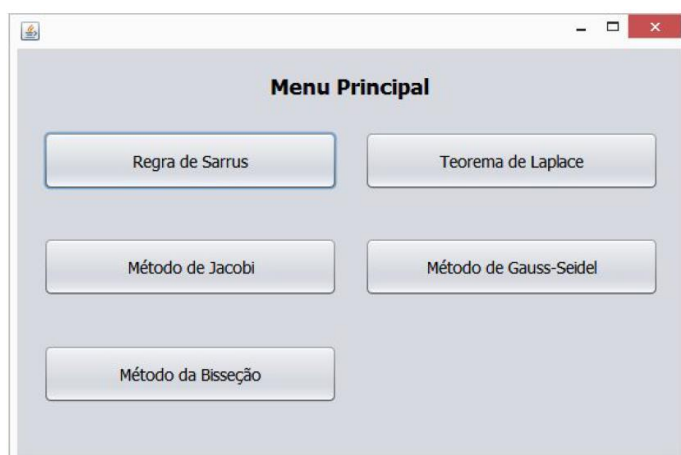 Menu Principal
Regra de Sarrus
Teorema de Laplace
Método de Jacobi
Método de Gauss-Seidel
Método da Bisseção